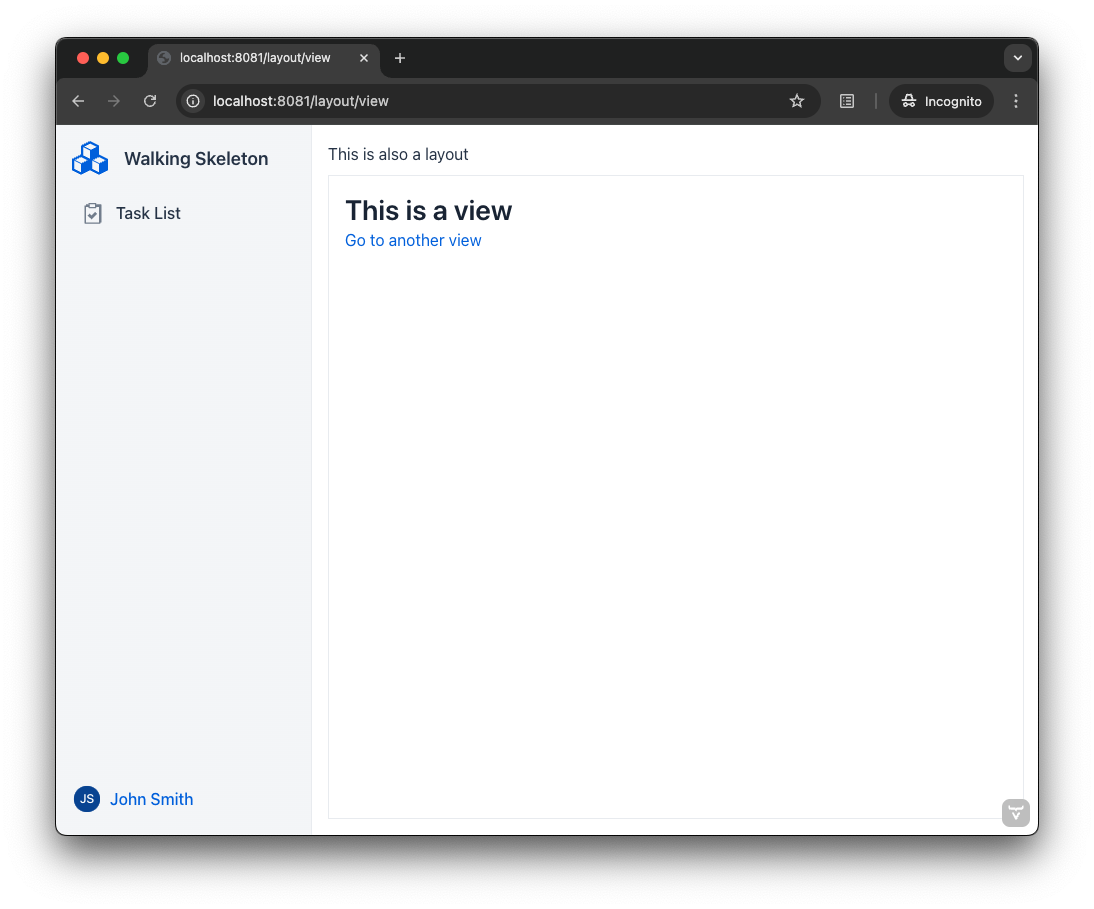 localhost:8081/layout/view
localhost:8081/layout/view
Incognito
Walking Skeleton
Task List
This is also a layout
This is a view
Go to another view
JS
John Smith